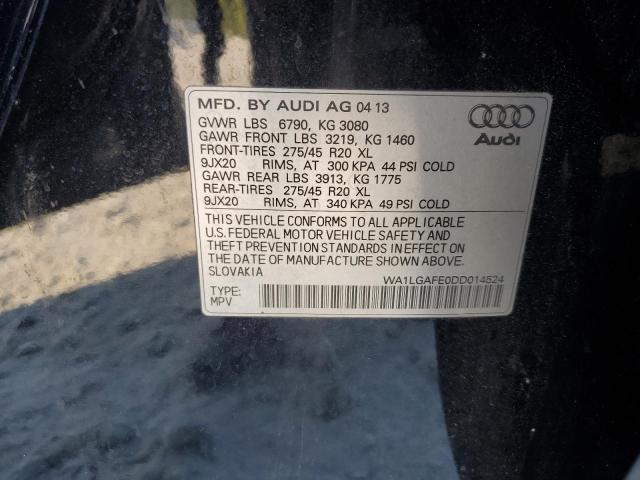 MFD. BY AUDI AG 04 13
GVWR LBS 6790, KG 3080
GAWR FRONT LBS 3219, KG 1460
FRONT-TIRES 275/45 R20 XL
9JX20 RIMS, AT 300 KPA 44 PSI COLD
GAWR REAR LBS 3913, KG 1775
REAR-TIRES 275/45 R20 XL
9JX20 RIMS, AT 340 KPA 49 PSI COLD
Audi
THIS VEHICLE CONFORMS TO ALL APPLICABLE
U.S. FEDERAL MOTOR VEHICLE SAFETY AND
THEFT PREVENTION STANDARDS IN EFFECT ON
THE DATE OF MANUFACTURE SHOWN ABOVE.
SLOVAKIA
WA1LGAFE0DD014524
TYPE:
MPV